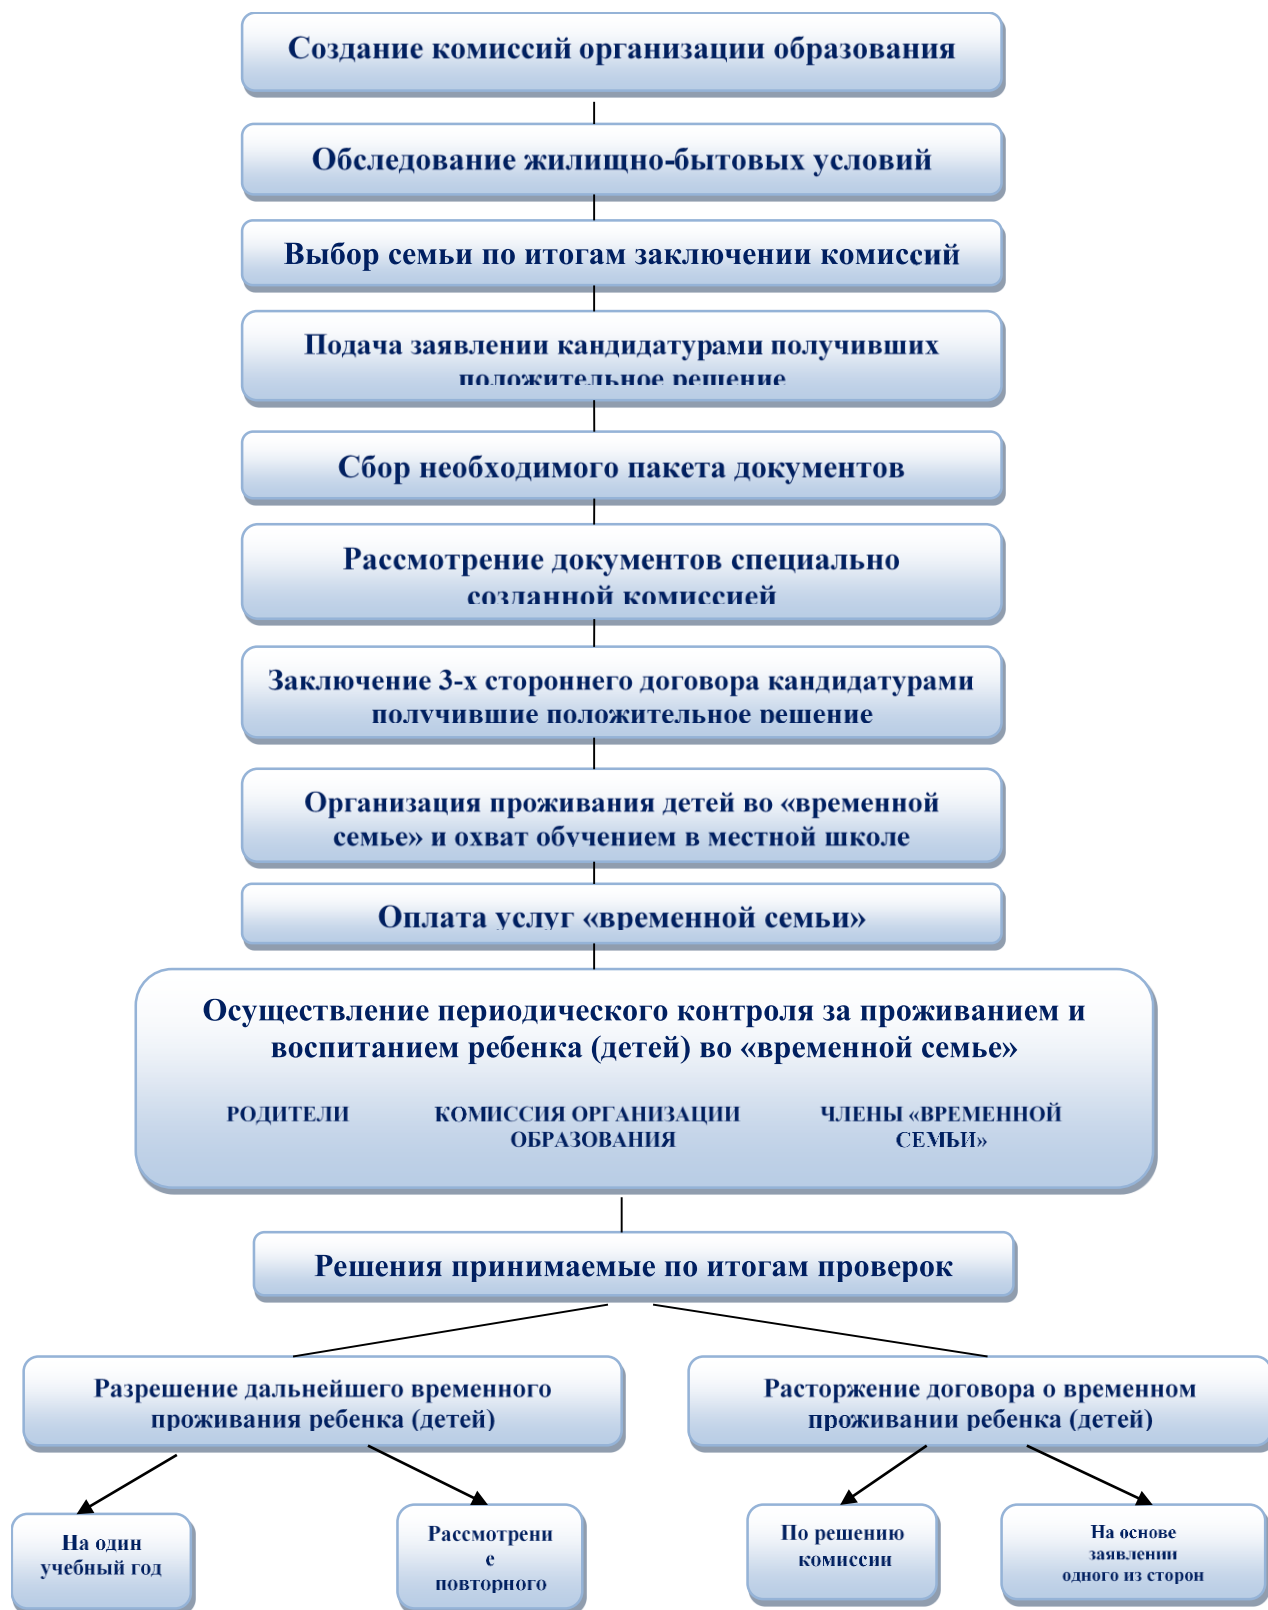 Создание комиссий организации образования
Обследование жилищно-бытовых условий
Выбор семьи по итогам заключении комиссий
Подача заявлении кандидатурами получивших
положительное решение
Сбор необходимого пакета документов
Рассмотрение документов специально
созданной комиссией
Заключение 3-х стороннего договора кандидатурами
получившие положительное решение
Организация проживания детей во «временной
семье» и охват обучением в местной школе
Оплата услуг «временной семьи»
Осуществление периодического контроля за проживанием и
воспитанием ребенка (детей) во «временной семье»
РОДИТЕЛИ
КОМИССИЯ ОРГАНИЗАЦИИ
ОБРАЗОВАНИЯ
ЧЛЕНЫ «ВРЕМЕННОЙ
СЕМЬИ»
Решения принимаемые по итогам проверок
Разрешение дальнейшего временного
проживания ребенка (детей)
Расторжение договора о временном
проживании ребенка (детей)
На один
учебный год
Рассмотрени
е
повторного
По решению
комиссии
На основе
заявлении
одного из сторон